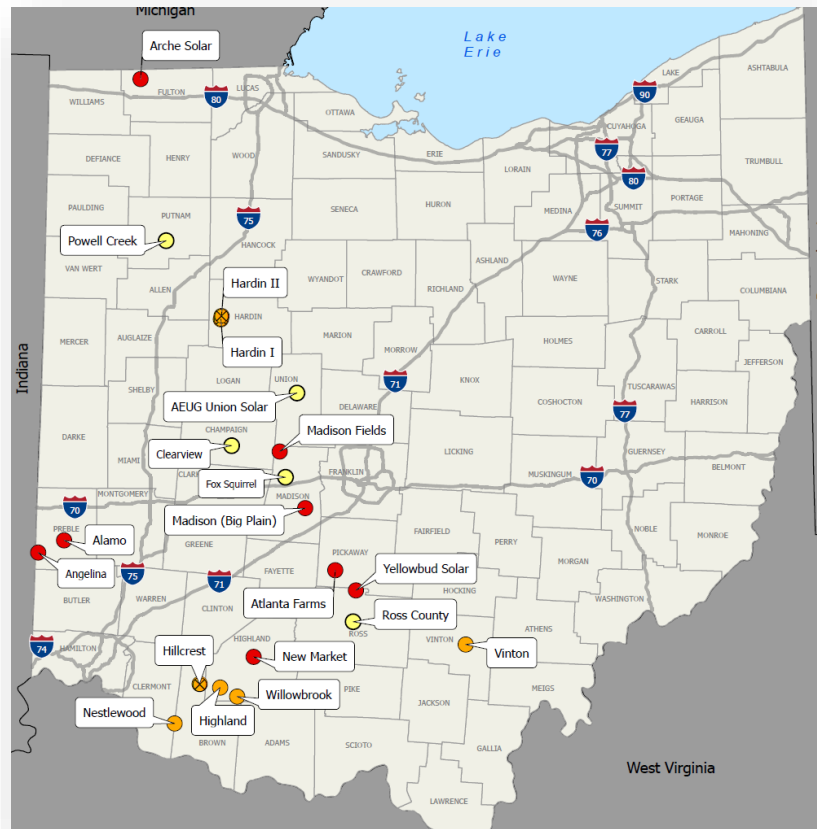 Michigan
Arche Solar
Lake
Erie
ASHTABULA
LAKE
WILLIAMS
FULTON
LUCAS
80
90
GEAUGA
OTTAWA
CUYAHOGA
77
DEFIANCE
HENRY
WOOD
SANDUSKY
ERIE
LORAIN
TRUMBULL
80
PORTAGE
SUMMIT
MEDINA
PAULDING
PUTNAM
75
SENECA
HURON
76
MAHONING
Powell Creek
HANCOCK
VAN WERT
ASHLAND
WYANDOT
CRAWFORD
RICHLAND
WAYNE
STARK
COLUMBIANA
ALLEN
Hardin II
HARDIN
CARROLL
MERCER
AUGLAIZE
MARION
HOLMES
Hardin I
MORROW
JEFFERSON
Indiana
LOGAN
UNION
71
KNOX
TUSCARAWAS
SHELBY
AEUG Union Solar
DELAWARE
COSHOCTON
HARRISON
77
CHAMPAIGN
Madison Fields
DARKE
Clearview
MIAMI
LICKING
GUERNSEY
BELMONT
CLAR
Fox Squirrel
FRANKLIN
MUSKINGUM
70
MONTGOMERY
MADISON
70
Madison (Big Plain)
PREBLE
FAIRFIELD
NOBLE
MONROE
Alamo
GREENE
PICKAWAY
PERRY
Angelina
MORGAN
75
FAYETTE
Yellowbud Solar
71
BUTLER
WARREN
CLINTON
Atlanta Farms
HOCKING
WASHINGTON
Ross County
ROSS
ATHENS
HIGHLAND
VINTON
74
HAMILTON
Hillcrest
New Market
Vinton
CLERMONT
PIKE
MEIGS
Willowbrook
JACKSON
Nestlewood
Highland
BROWN
ADAMS
SCIOTO
GALLIA
West Virginia
LAWRENCE